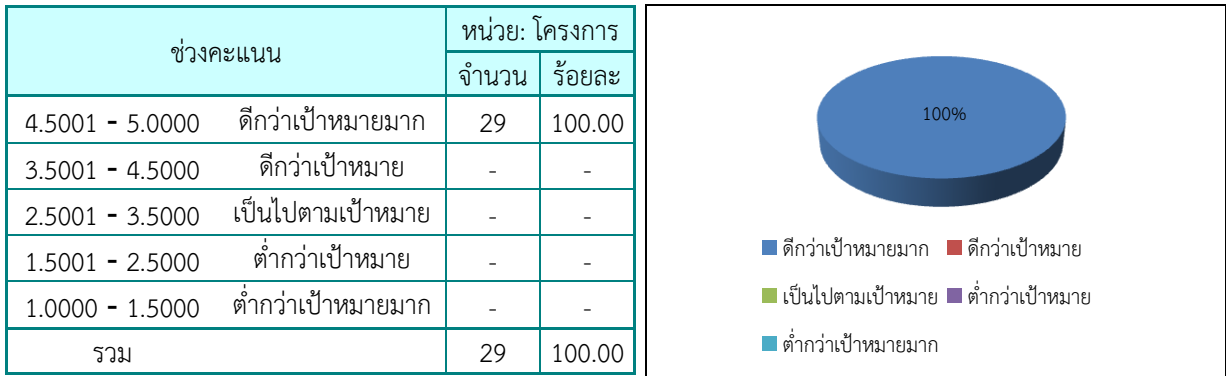 ช่วงคะแนน หน่วย: โครงการ
จำนวน ร้อยละ
4.5001 - 5.0000 ดีกว่าเป้าหมายมาก 29 100.00
3.5001 - 4.5000 ดีกว่าเป้าหมาย - -
2.5001 - 3.5000 เป็นไปตามเป้าหมาย - -
1.5001 - 2.5000 ต่ำกว่าเป้าหมาย - -
1.0000 - 1.5000 ต่ำกว่าเป้าหมายมาก - -
รวม 29 100.00
100%
ดีกว่าเป้าหมายมาก ดีกว่าเป้าหมาย
เป็นไปตามเป้าหมาย ต่ำกว่าเป้าหมาย
ต่ำกว่าเป้าหมายมาก